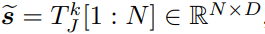 s̃ = T_J^k[1 : N] ∈ ℝ^{N×D},